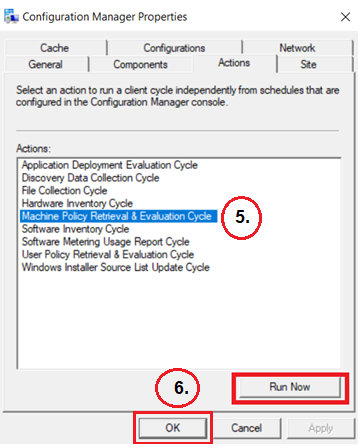 Configuration Manager Properties
Cache Configurations Network
General Components Actions Site
Select an action to run a client cycle independently from schedules that are
configured in the Configuration Manager console.
Actions:
Application Deployment Evaluation Cycle
Discovery Data Collection Cycle
File Collection Cycle
Hardware Inventory Cycle
Machine Policy Retrieval & Evaluation Cycle
5.
Software Inventory Cycle
Software Metering Usage Report Cycle
User Policy Retrieval & Evaluation Cycle
Windows Installer Source List Update Cycle
6.
Run Now
OK Cancel Apply